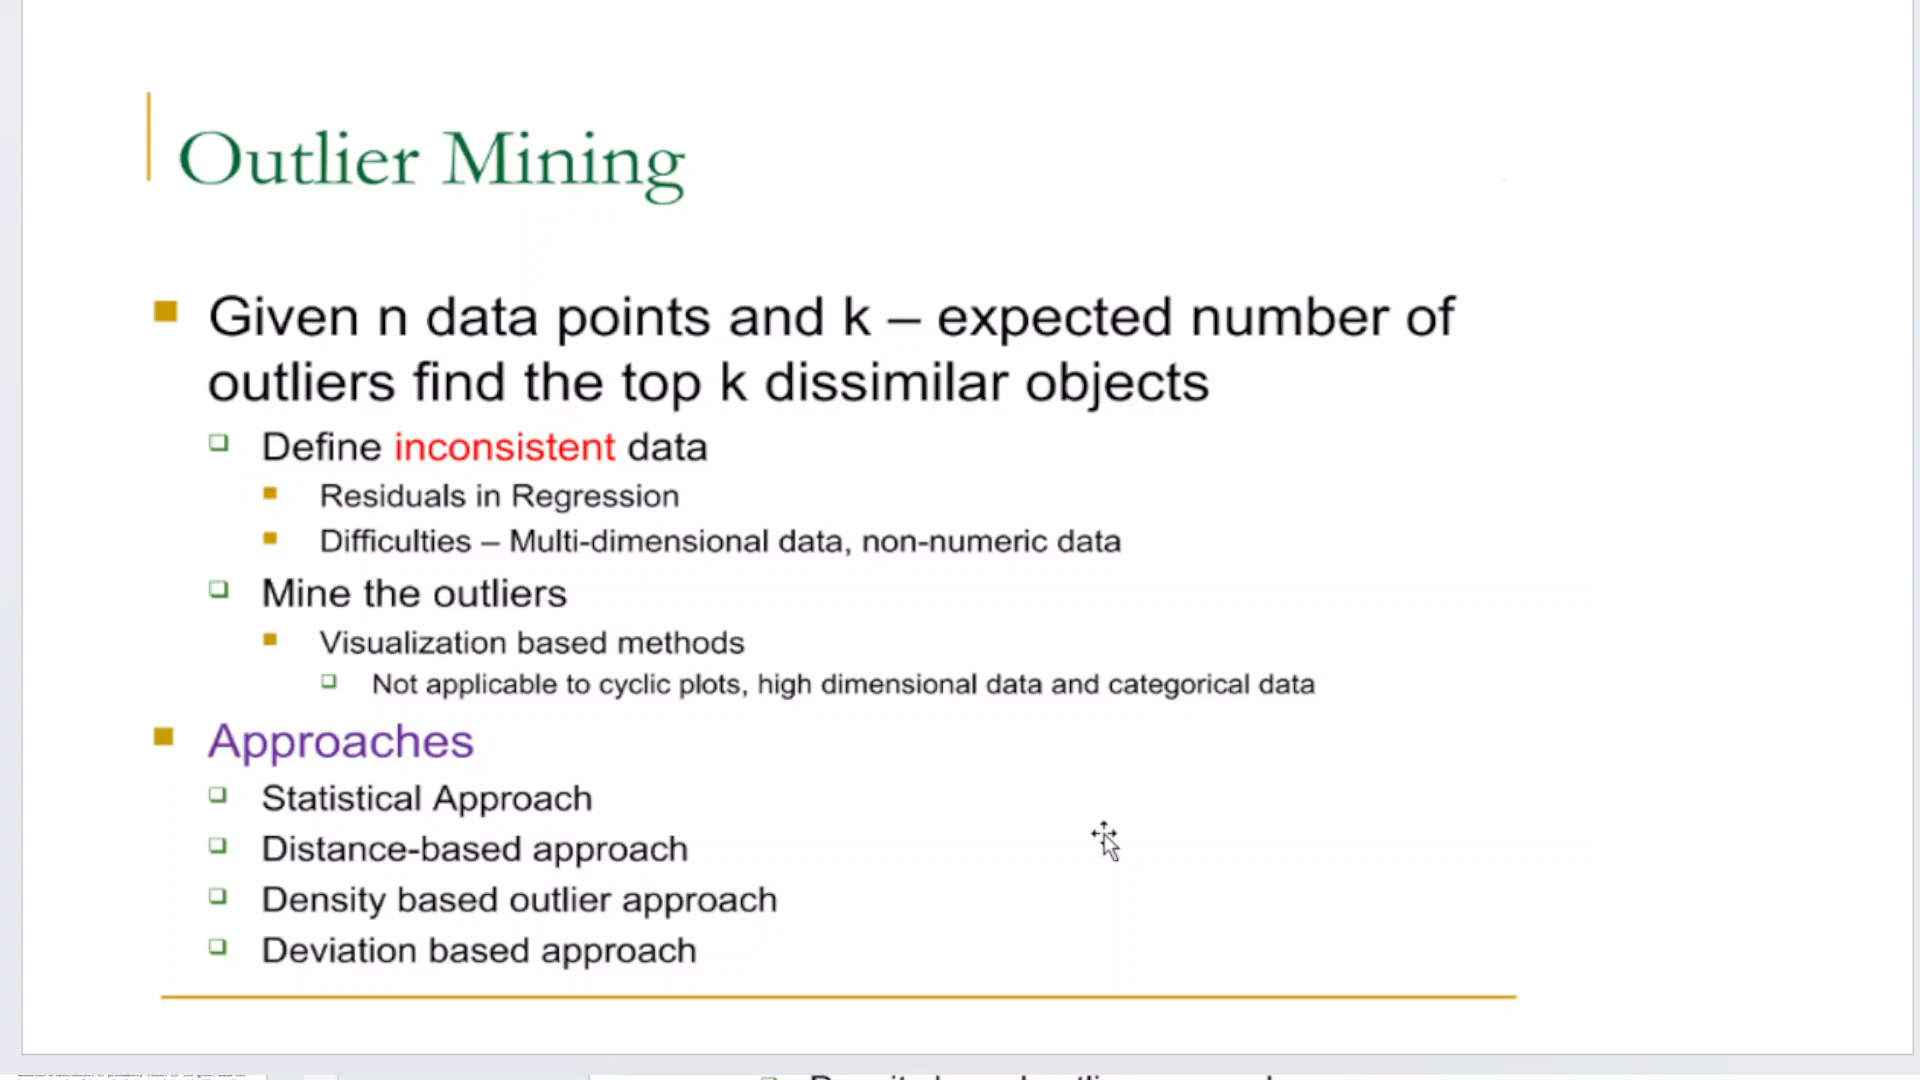 Outlier Mining
Given n data points and k – expected number of
outliers find the top k dissimilar objects
Define inconsistent data
Residuals in Regression
Difficulties – Multi-dimensional data, non-numeric data
Mine the outliers
Visualization based methods
Not applicable to cyclic plots, high dimensional data and categorical data
Approaches
Statistical Approach
Distance-based approach
Density based outlier approach
Deviation based approach